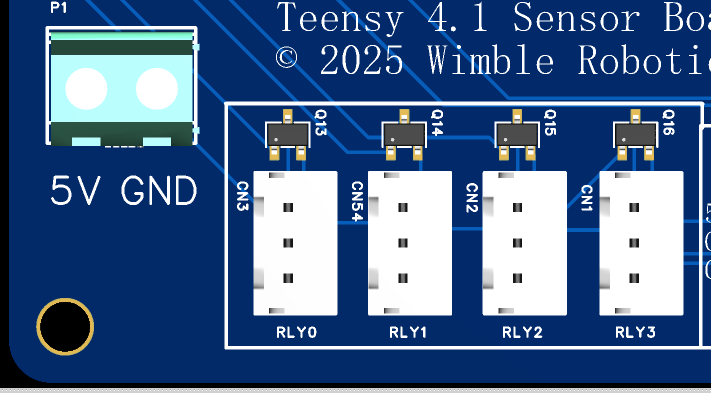 P1
Teensy 4.1 Sensor Boa
© 2025 Wimble Roboti
5V GND
Q13
Q14
Q15
Q16
CN3
CN54
CN2
CN1
RLY0
RLY1
RLY2
RLY3